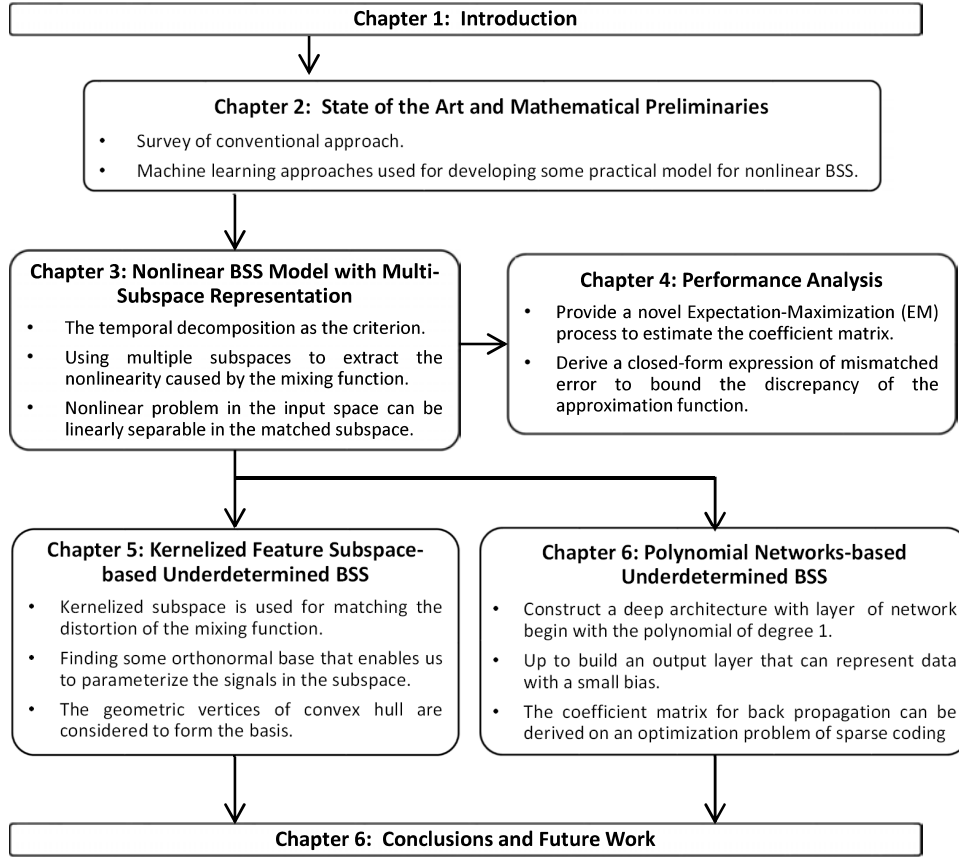 Chapter 1: Introduction
Chapter 2: State of the Art and Mathematical Preliminaries
• Survey of conventional approach.
• Machine learning approaches used for developing some practical model for nonlinear BSS.
Chapter 3: Nonlinear BSS Model with Multi-
Subspace Representation
• The temporal decomposition as the criterion.
• Using multiple subspaces to extract the
nonlinearity caused by the mixing function.
• Nonlinear problem in the input space can be
linearly separable in the matched subspace.
Chapter 4: Performance Analysis
• Provide a novel Expectation-Maximization (EM)
process to estimate the coefficient matrix.
• Derive a closed-form expression of mismatched
error to bound the discrepancy of the
approximation function.
Chapter 5: Kernelized Feature Subspace-
based Underdetermined BSS
• Kernelized subspace is used for matching the
distortion of the mixing function.
• Finding some orthonormal base that enables us
to parameterize the signals in the subspace.
• The geometric vertices of convex hull are
considered to form the basis.
Chapter 6: Polynomial Networks-based
Underdetermined BSS
• Construct a deep architecture with layer of network
begin with the polynomial of degree 1.
• Up to build an output layer that can represent data
with a small bias.
• The coefficient matrix for back propagation can be
derived on an optimization problem of sparse coding
Chapter 6: Conclusions and Future Work